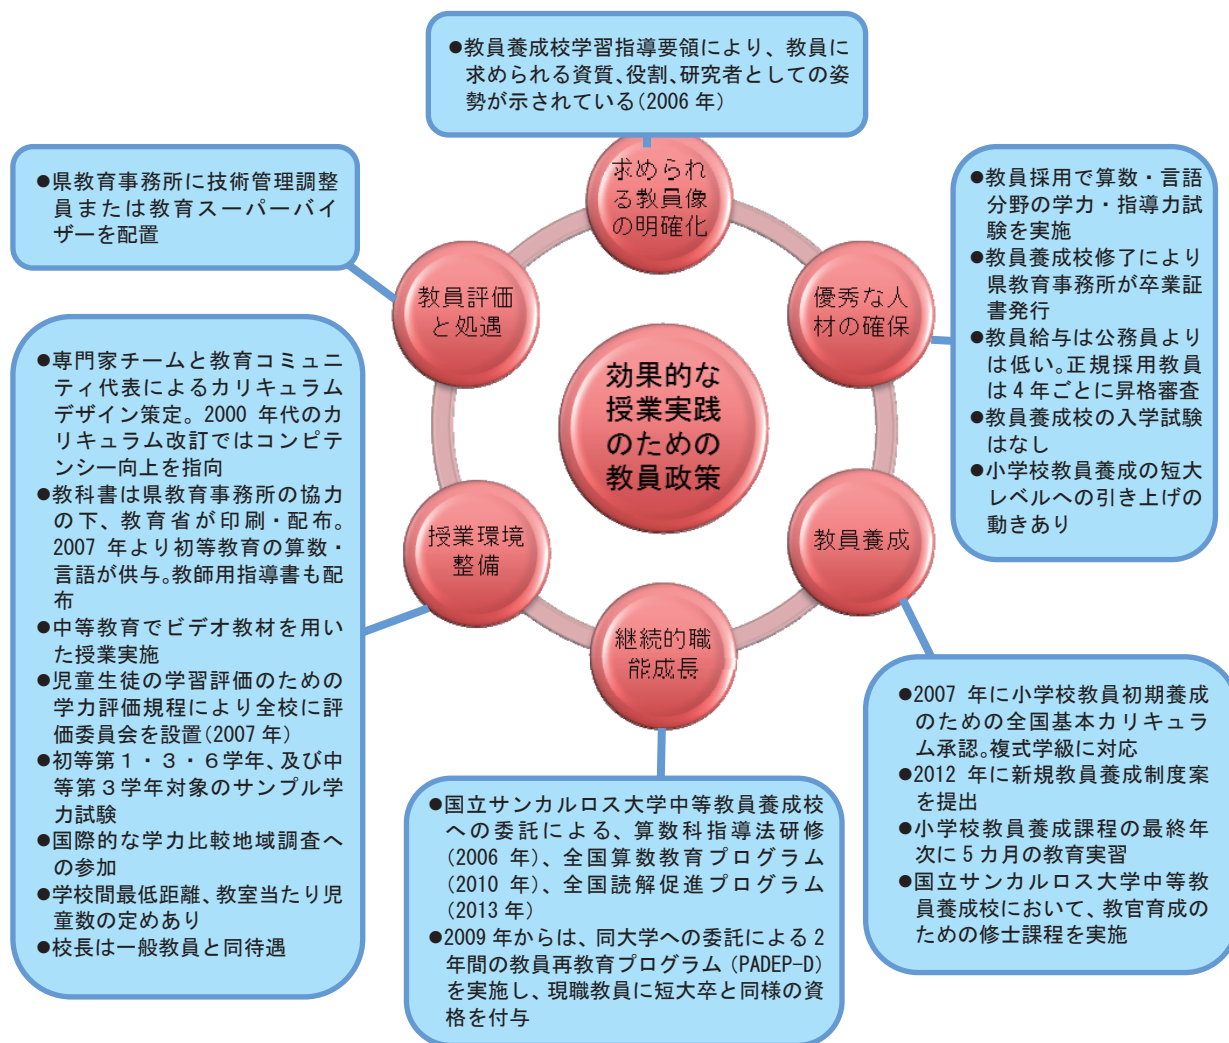 ●教員養成校学習指導要領により、教員に
求められる資質、役割、研究者としての姿
勢が示されている(2006 年)
●県教育事務所に技術管理調整
員または教育スーパーバイ
ザーを配置
求められ
る教員像
の明確化
●教員採用で算数・言語
分野の学力・指導力試
験を実施
●教員養成校修了により
県教育事務所が卒業証
書発行
●教員給与は公務員より
は低い。正規採用教員
は 4 年ごとに昇格審査
●教員養成校の入学試験
はなし
●小学校教員養成の短大
レベルへの引き上げの
動きあり
教員評価
と処遇
優秀な人
材の確保
効果的な
授業実践
のための
教員政策
●専門家チームと教育コミュニ
ティ代表によるカリキュラム
デザイン策定。2000 年代のカ
リキュラム改訂ではコンピテ
ンシー向上を指向
●教科書は県教育事務所の協力
の下、教育省が印刷・配布。
2007 年より初等教育の算数・
言語が供与。教師用指導書も配
布
●中等教育でビデオ教材を用い
た授業実施
●児童生徒の学習評価のための
学力評価規程により全校に評
価委員会を設置(2007 年)
●初等第１・３・６学年、及び中
等第３学年対象のサンプル学
力試験
●国際的な学力比較地域調査へ
の参加
●学校間最低距離、教室当たり児
童数の定めあり
●校長は一般教員と同待遇
授業環境
整備
教員養成
継続的職
能成長
●2007 年に小学校教員初期養成
のための全国基本カリキュラ
ム承認。複式学級に対応
●2012 年に新規教員養成制度案
を提出
●小学校教員養成課程の最終年
次に 5 カ月の教育実習
●国立サンカルロス大学中等教
員養成校において、教官育成の
ための修士課程を実施
●国立サンカルロス大学中等教員養成校
への委託による、算数科指導法研修
(2006 年)、全国算数教育プログラム
(2010 年)、全国読解促進プログラム
(2013 年)
●2009 年からは、同大学への委託による 2
年間の教員再教育プログラム (PADEP-D)
を実施し、現職教員に短大卒と同様の資
格を付与